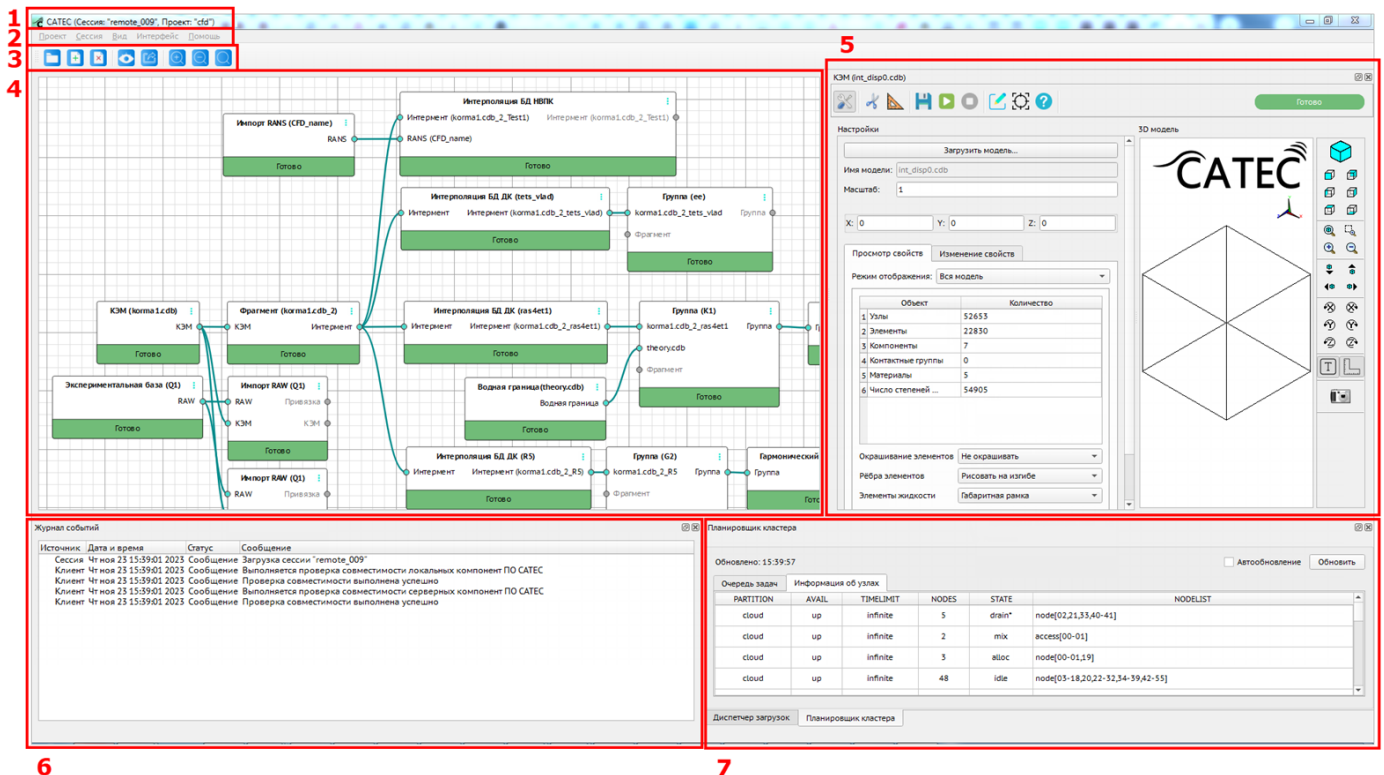 1
CATEC (Сессия: "remote_009", Проект: "cfd")
2
Проект Сессия Вид Интерфейс Помощь
3
4
Импорт RANS (CFD_name)
RANS
Готово
Интерполяция БД НВПК
Интермент (korma1.cdb_2_Test1) Интермент (korma1.cdb_2_Test1)
RANS (CFD_name)
Готово
Интерполяция БД ДК (tets_vlad)
Интермент Интермент (korma1.cdb_2_tets_vlad)
Готово
Группа (ee)
korma1.cdb_2_tets_vlad Группа
Фрагмент
Готово
КЭМ (korma1.cdb)
КЭМ
Готово
Фрагмент (korma1.cdb_2)
КЭМ Интермент
Готово
Интерполяция БД ДК (ras4et1)
Интермент Интермент (korma1.cdb_2_ras4et1)
Готово
Группа (K1)
korma1.cdb_2_ras4et1 Группа
theory.cdb
Фрагмент
Готово
Экспериментальная база (Q1)
RAW
Готово
Импорт RAW (Q1)
RAW Привязка
КЭМ КЭМ
Готово
Водная граница(theory.cdb)
Водная граница
Готово
Импорт RAW (Q1)
RAW Привязка
Интерполяция БД ДК (R5)
Интермент Интермент (korma1.cdb_2_R5)
Готово
Группа (G2)
korma1.cdb_2_R5 Группа
Фрагмент
Гармонический
Группа
5
КЭМ (int_disp0.cdb)
Готово
Настройки
3D модель
Загрузить модель...
Имя модели: int_disp0.cdb
Масштаб: 1
X: 0 Y: 0 Z: 0
Просмотр свойств Изменение свойств
Режим отображения: Вся модель
Объект Количество
1 Узлы 52653
2 Элементы 22830
3 Компоненты 7
4 Контактные группы 0
5 Материалы 5
6 Число степеней ... 54905
Окрашивание элементов Не окрашивать
Рёбра элементов Рисовать на изгибе
Элементы жидкости Габаритная рамка
CATEC
Журнал событий
Источник Дата и время Статус Сообщение
Сессия Чт ноя 23 15:39:01 2023 Сообщение Загрузка сессии "remote_009"
Клиент Чт ноя 23 15:39:01 2023 Сообщение Выполняется проверка совместимости локальных компонент ПО CATEC
Клиент Чт ноя 23 15:39:01 2023 Сообщение Проверка совместимости выполнена успешно
Клиент Чт ноя 23 15:39:01 2023 Сообщение Выполняется проверка совместимости серверных компонент ПО CATEC
Клиент Чт ноя 23 15:39:01 2023 Сообщение Проверка совместимости выполнена успешно
6
Планировщик кластера
Обновлено: 15:39:57
Автообновление Обновить
Очередь задач Информация об узлах
PARTITION AVAIL TIMELIMIT NODES STATE NODELIST
cloud up infinite 5 drain* node[02,21,33,40-41]
cloud up infinite 2 mix access[00-01]
cloud up infinite 3 alloc node[00-01,19]
cloud up infinite 48 idle node[03-18,20,22-32,34-39,42-55]
Диспетчер загрузок Планировщик кластера
7